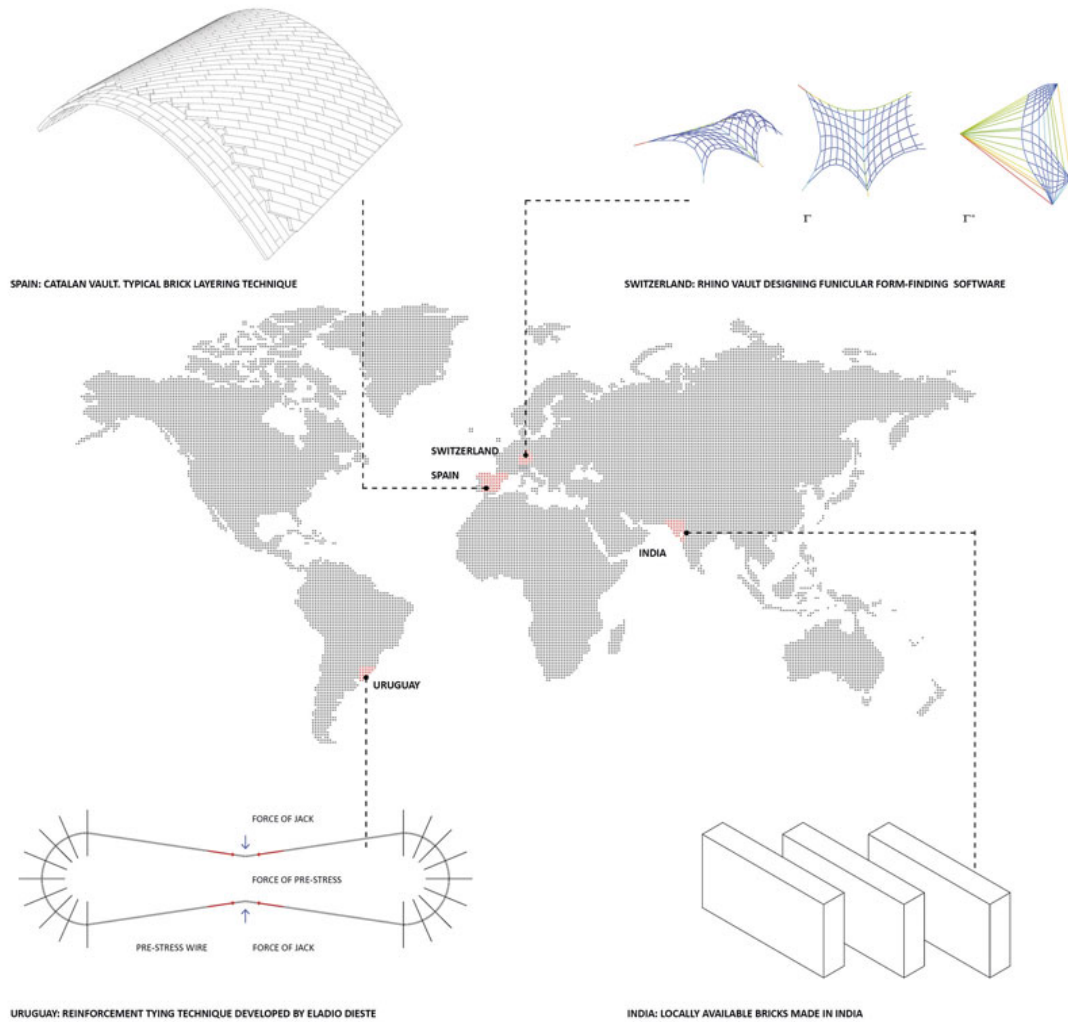 Γ
Γ*
SPAIN: CATALAN VAULT. TYPICAL BRICK LAYERING TECHNIQUE
SWITZERLAND: RHINO VAULT DESIGNING FUNICULAR FORM-FINDING SOFTWARE
SWITZERLAND
SPAIN
INDIA
URUGUAY
FORCE OF JACK
FORCE OF PRE-STRESS
PRE-STRESS WIRE
FORCE OF JACK
URUGUAY: REINFORCEMENT TYING TECHNIQUE DEVELOPED BY ELADIO DIESTE
INDIA: LOCALLY AVAILABLE BRICKS MADE IN INDIA